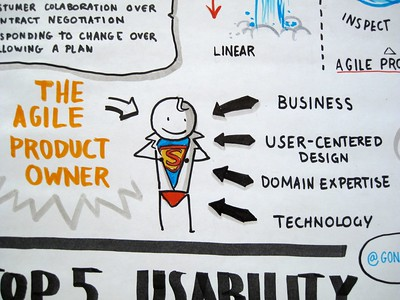 STUMER COLABORATION OVER
NTRACT NEGOTIATION
SPONDING TO CHANGE OVER
LLOWING A PLAN
LINEAR
INSPECT
AGILE PRO
THE
AGILE
PRODUCT
OWNER
S
BUSINESS
USER-CENTERED
DESIGN
DOMAIN EXPERTISE
TECHNOLOGY
@GON
TOP 5 USABILITY